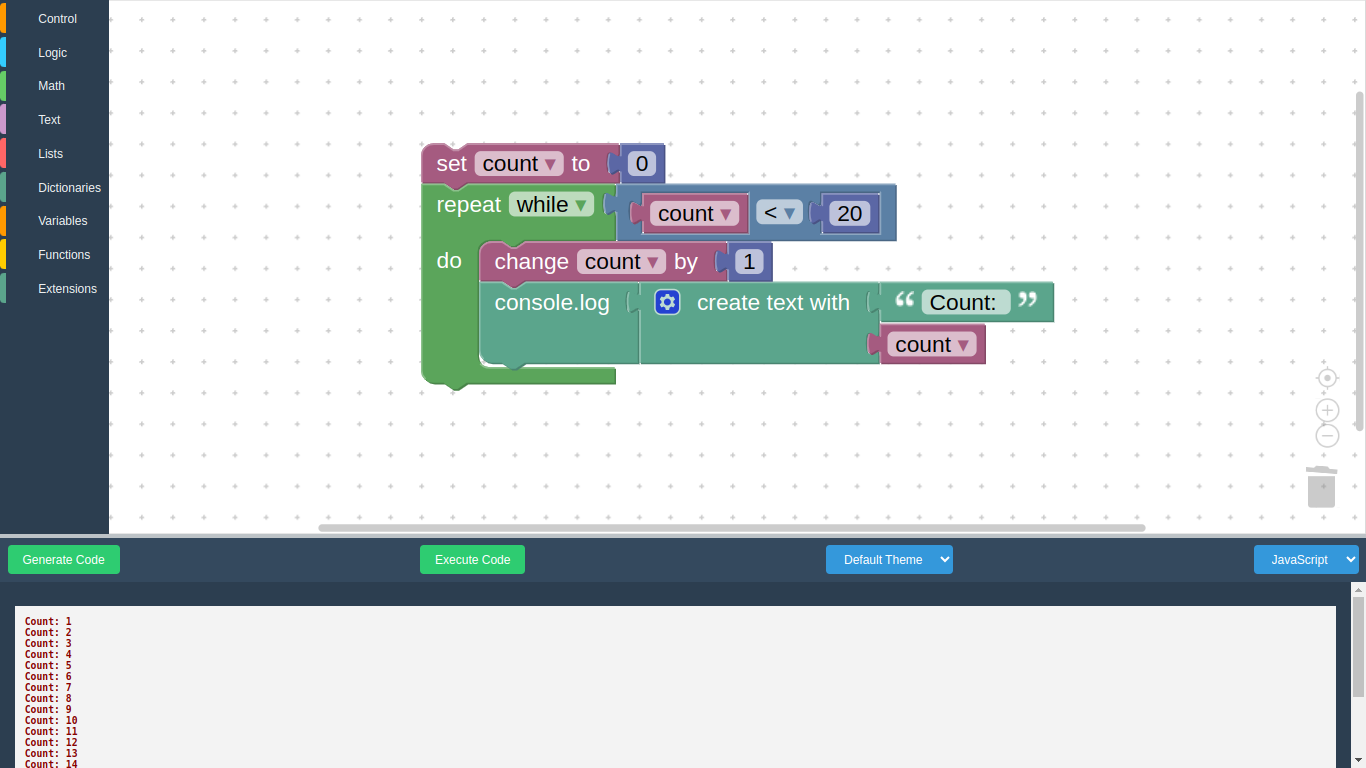 Control
Logic
Math
Text
Lists
Dictionaries
Variables
Functions
Extensions
set count ▾ to 0
repeat while ▾ count ▾ < ▾ 20
do change count ▾ by 1
console.log create text with “ Count: ”
count ▾
Generate Code Execute Code Default Theme JavaScript
Count: 1
Count: 2
Count: 3
Count: 4
Count: 5
Count: 6
Count: 7
Count: 8
Count: 9
Count: 10
Count: 11
Count: 12
Count: 13
Count: 14